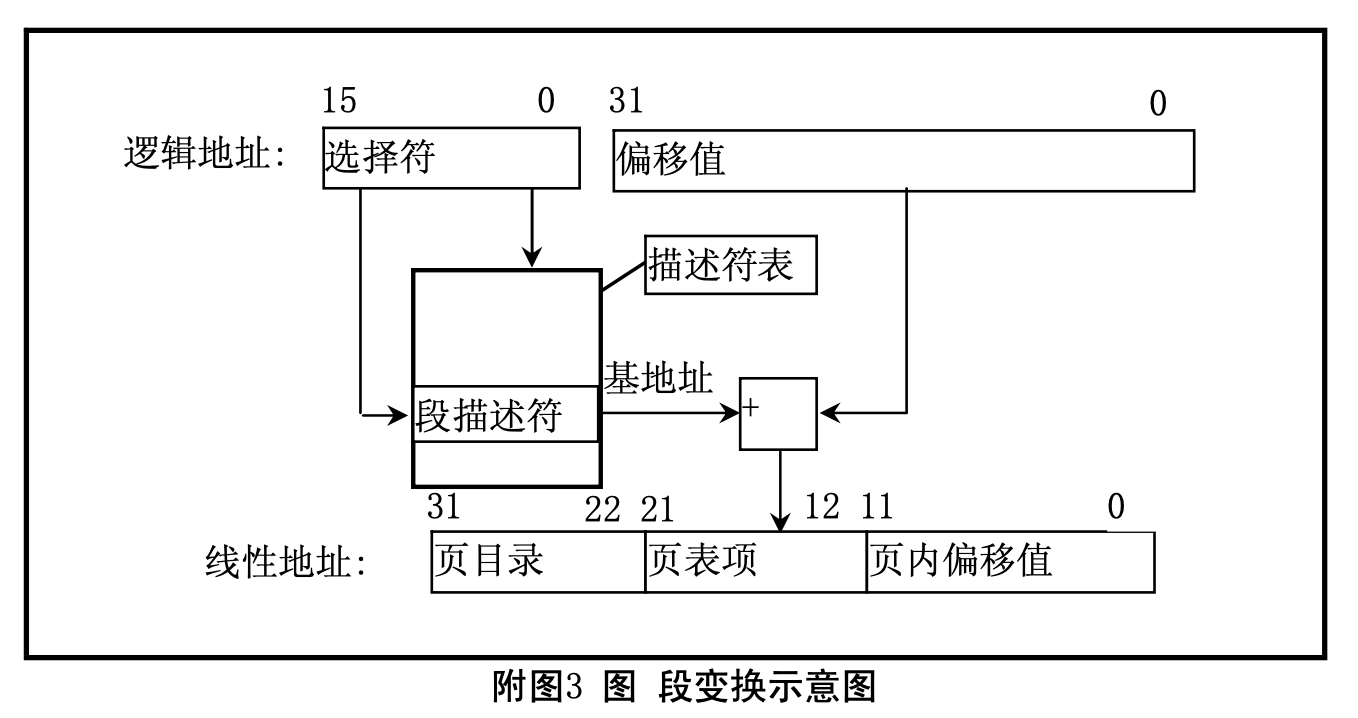 15 0 31 0
逻辑地址: 选择符 偏移值
描述符表
基地址
段描述符 +
31 22 21 12 11 0
线性地址: 页目录 页表项 页内偏移值
附图3 图 段变换示意图